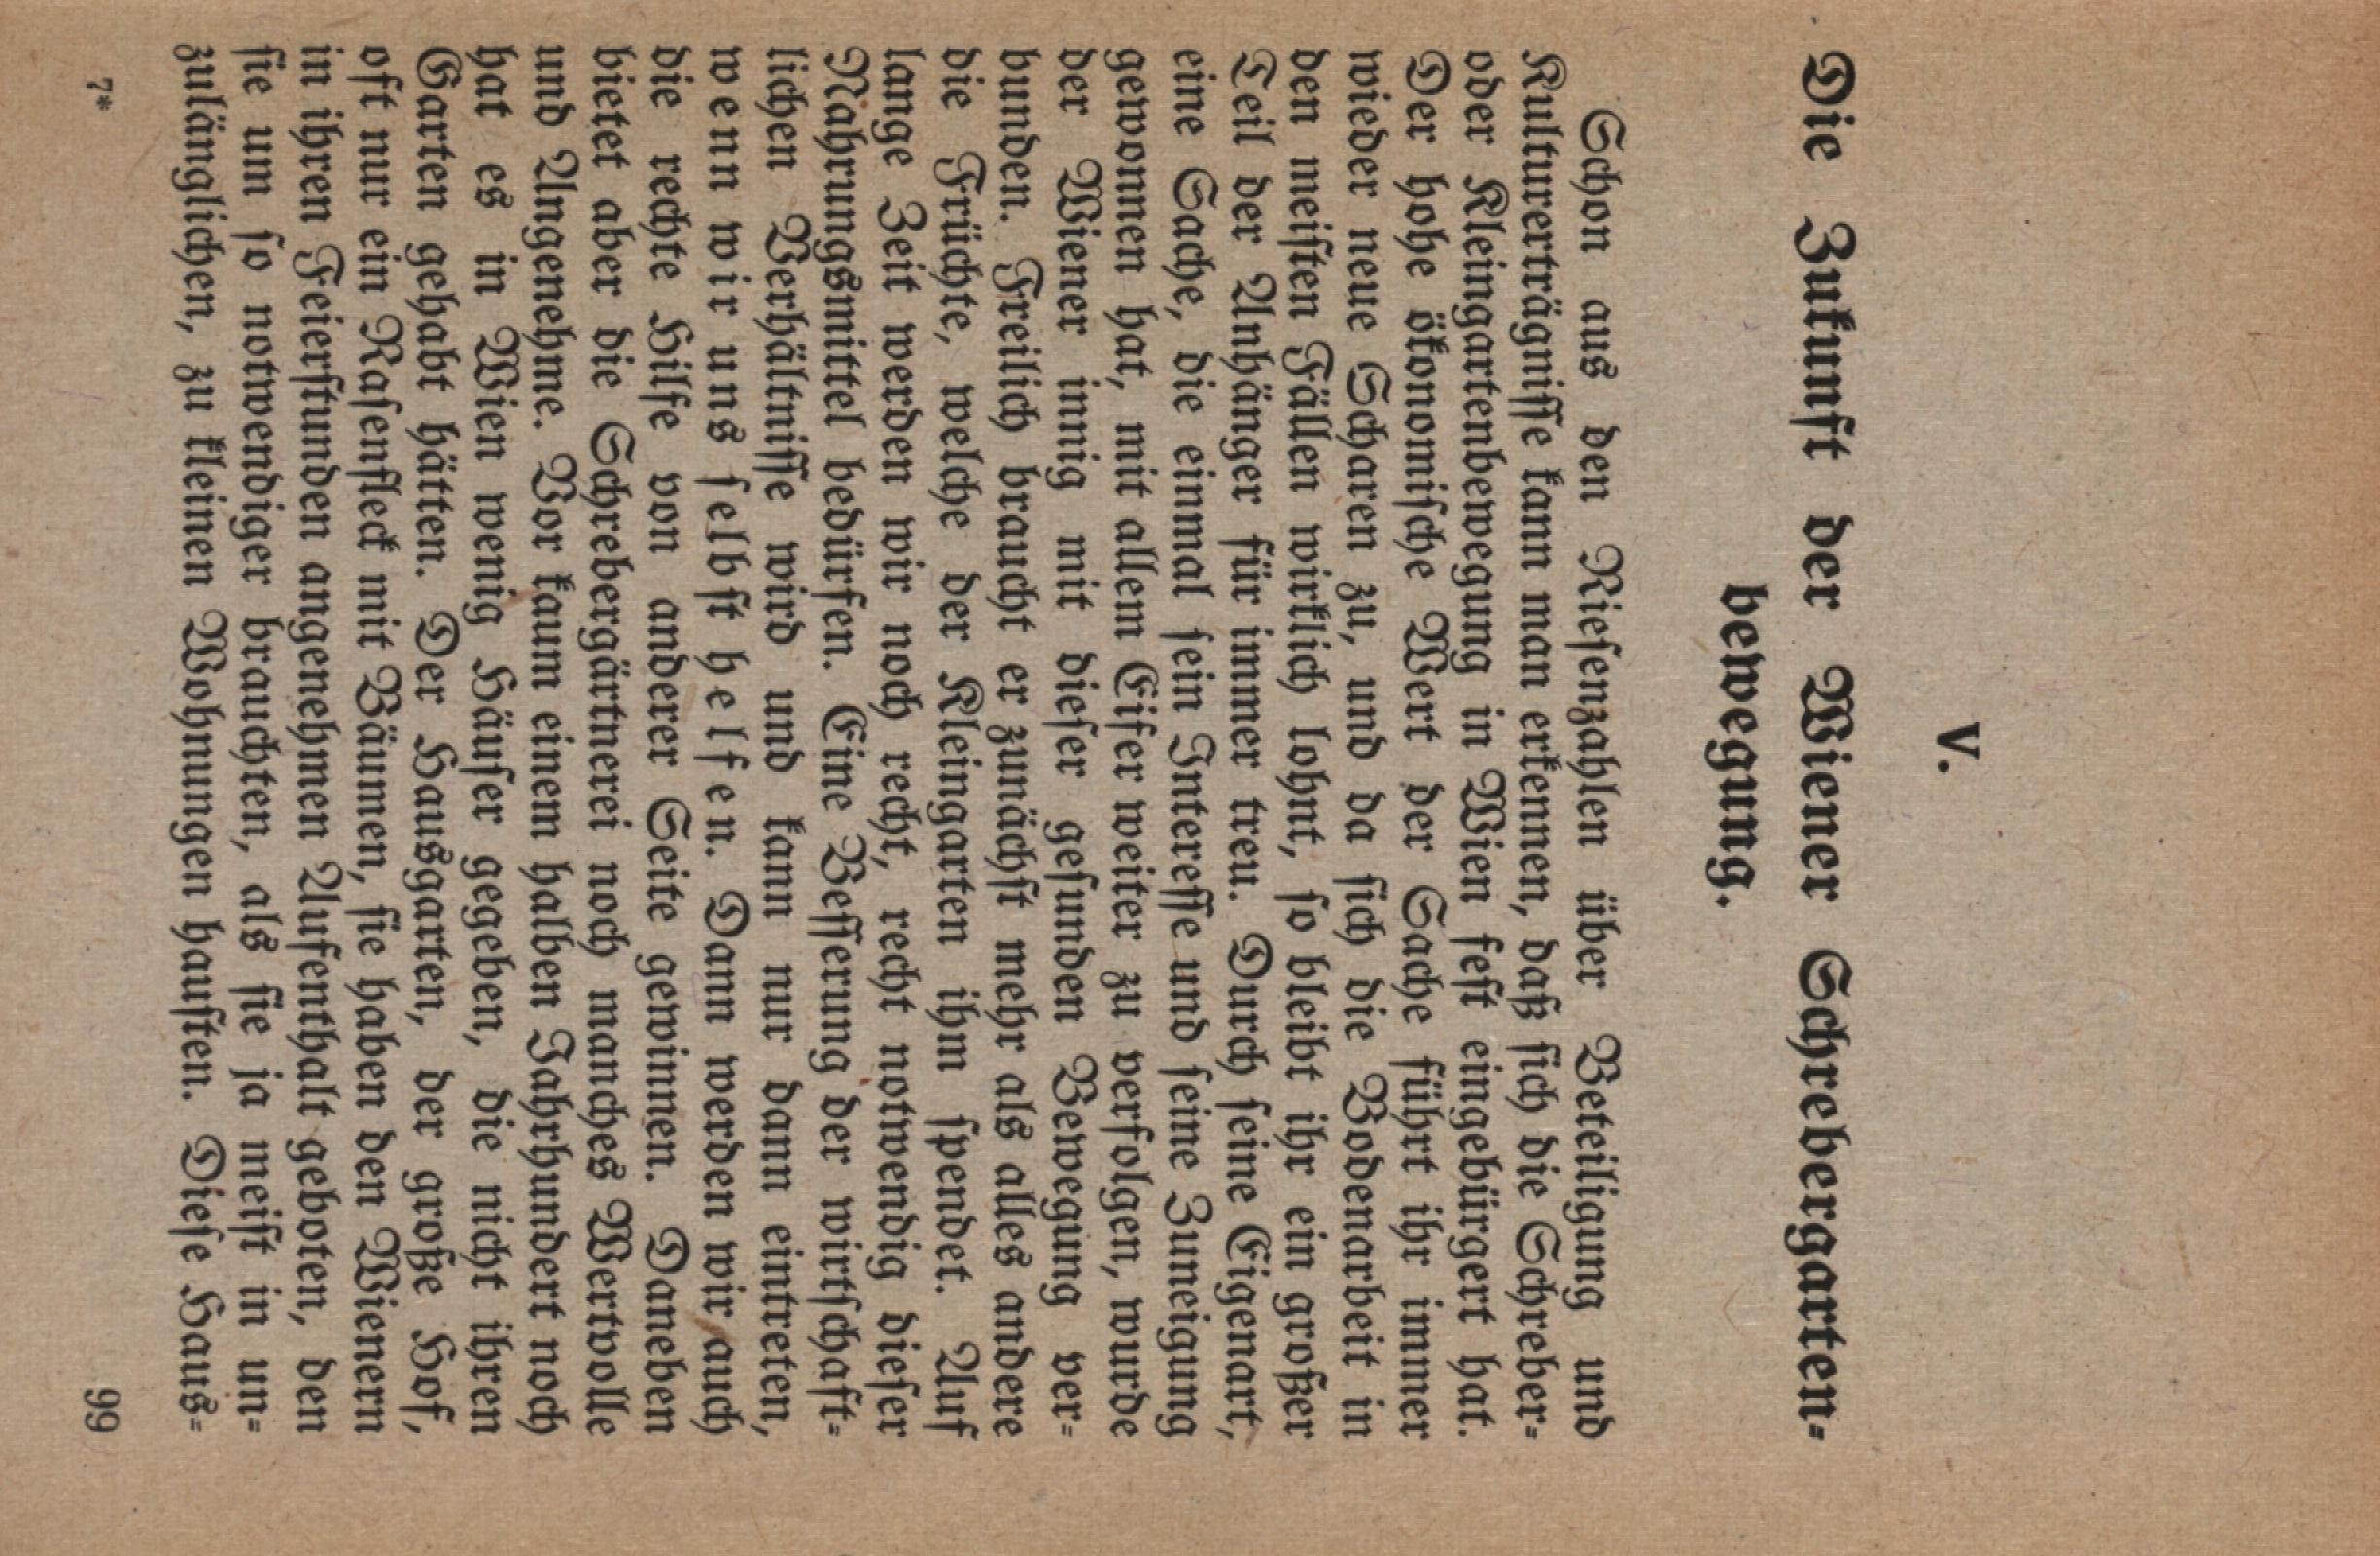 V.
Die Zukunft der Wiener Schrebergarten-
bewegung.
Schon aus den Riesenzahlen über Beteiligung und
Kulturerträgnisse kann man erkennen, daß sich die Schreber-
oder Kleingartenbewegung in Wien fest eingebürgert hat.
Der hohe ökonomische Wert der Sache führt ihr immer
wieder neue Scharen zu, und da sich die Bodenarbeit in
den meisten Fällen wirklich lohnt, so bleibt ihr ein großer
Teil der Anhänger für immer treu. Durch seine Eigenart,
eine Sache, die einmal sein Interesse und seine Zuneigung
gewonnen hat, mit allem Eifer weiter zu verfolgen, wurde
der Wiener innig mit dieser gesunden Bewegung ver-
bunden. Freilich braucht er zunächst mehr als alles andere
die Früchte, welche der Kleingarten ihm spendet. Auf
lange Zeit werden wir noch recht, recht notwendig dieser
Nahrungsmittel bedürfen. Eine Besserung der wirtschaft-
lichen Verhältnisse wird und kann nur dann eintreten,
wenn wir uns selbst helfen. Dann werden wir auch
die rechte Hilfe von anderer Seite gewinnen. Daneben
bietet aber die Schrebergärtnerei noch manches Wertvolle
und Angenehme. Vor kaum einem halben Jahrhundert noch
hat es in Wien wenig Häuser gegeben, die nicht ihren
Garten gehabt hätten. Der Hausgarten, der große Hof,
oft nur ein Rasenfleck mit Bäumen, sie haben den Wienern
in ihren Feierstunden angenehmen Aufenthalt geboten, den
sie um so notwendiger brauchten, als sie ja meist in un-
zulänglichen, zu kleinen Wohnungen hausten. Diese Haus-
7* 99